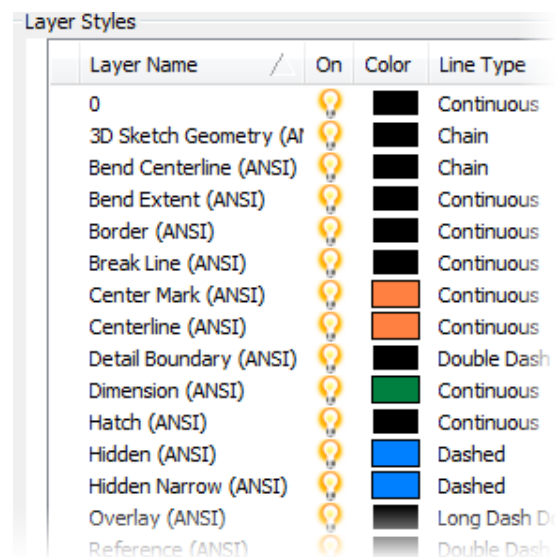 Layer Styles
Layer Name On Color Line Type
0 Continuous
3D Sketch Geometry (AN Chain
Bend Centerline (ANSI) Chain
Bend Extent (ANSI) Continuous
Border (ANSI) Continuous
Break Line (ANSI) Continuous
Center Mark (ANSI) Continuous
Centerline (ANSI) Continuous
Detail Boundary (ANSI) Double Dash
Dimension (ANSI) Continuous
Hatch (ANSI) Continuous
Hidden (ANSI) Dashed
Hidden Narrow (ANSI) Dashed
Overlay (ANSI) Long Dash Do
Reference (ANSI) Double Dash